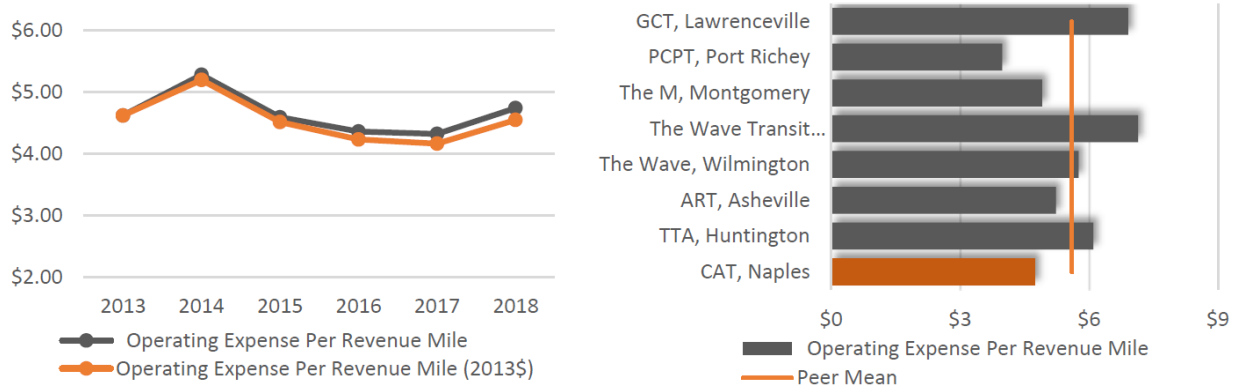 $6.00
$5.00
$4.00
$3.00
$2.00
2013 2014 2015 2016 2017 2018
Operating Expense Per Revenue Mile
Operating Expense Per Revenue Mile (2013$)
GCT, Lawrenceville
PCPT, Port Richey
The M, Montgomery
The Wave Transit...
The Wave, Wilmington
ART, Asheville
TTA, Huntington
CAT, Naples
$0 $3 $6 $9
Operating Expense Per Revenue Mile
Peer Mean